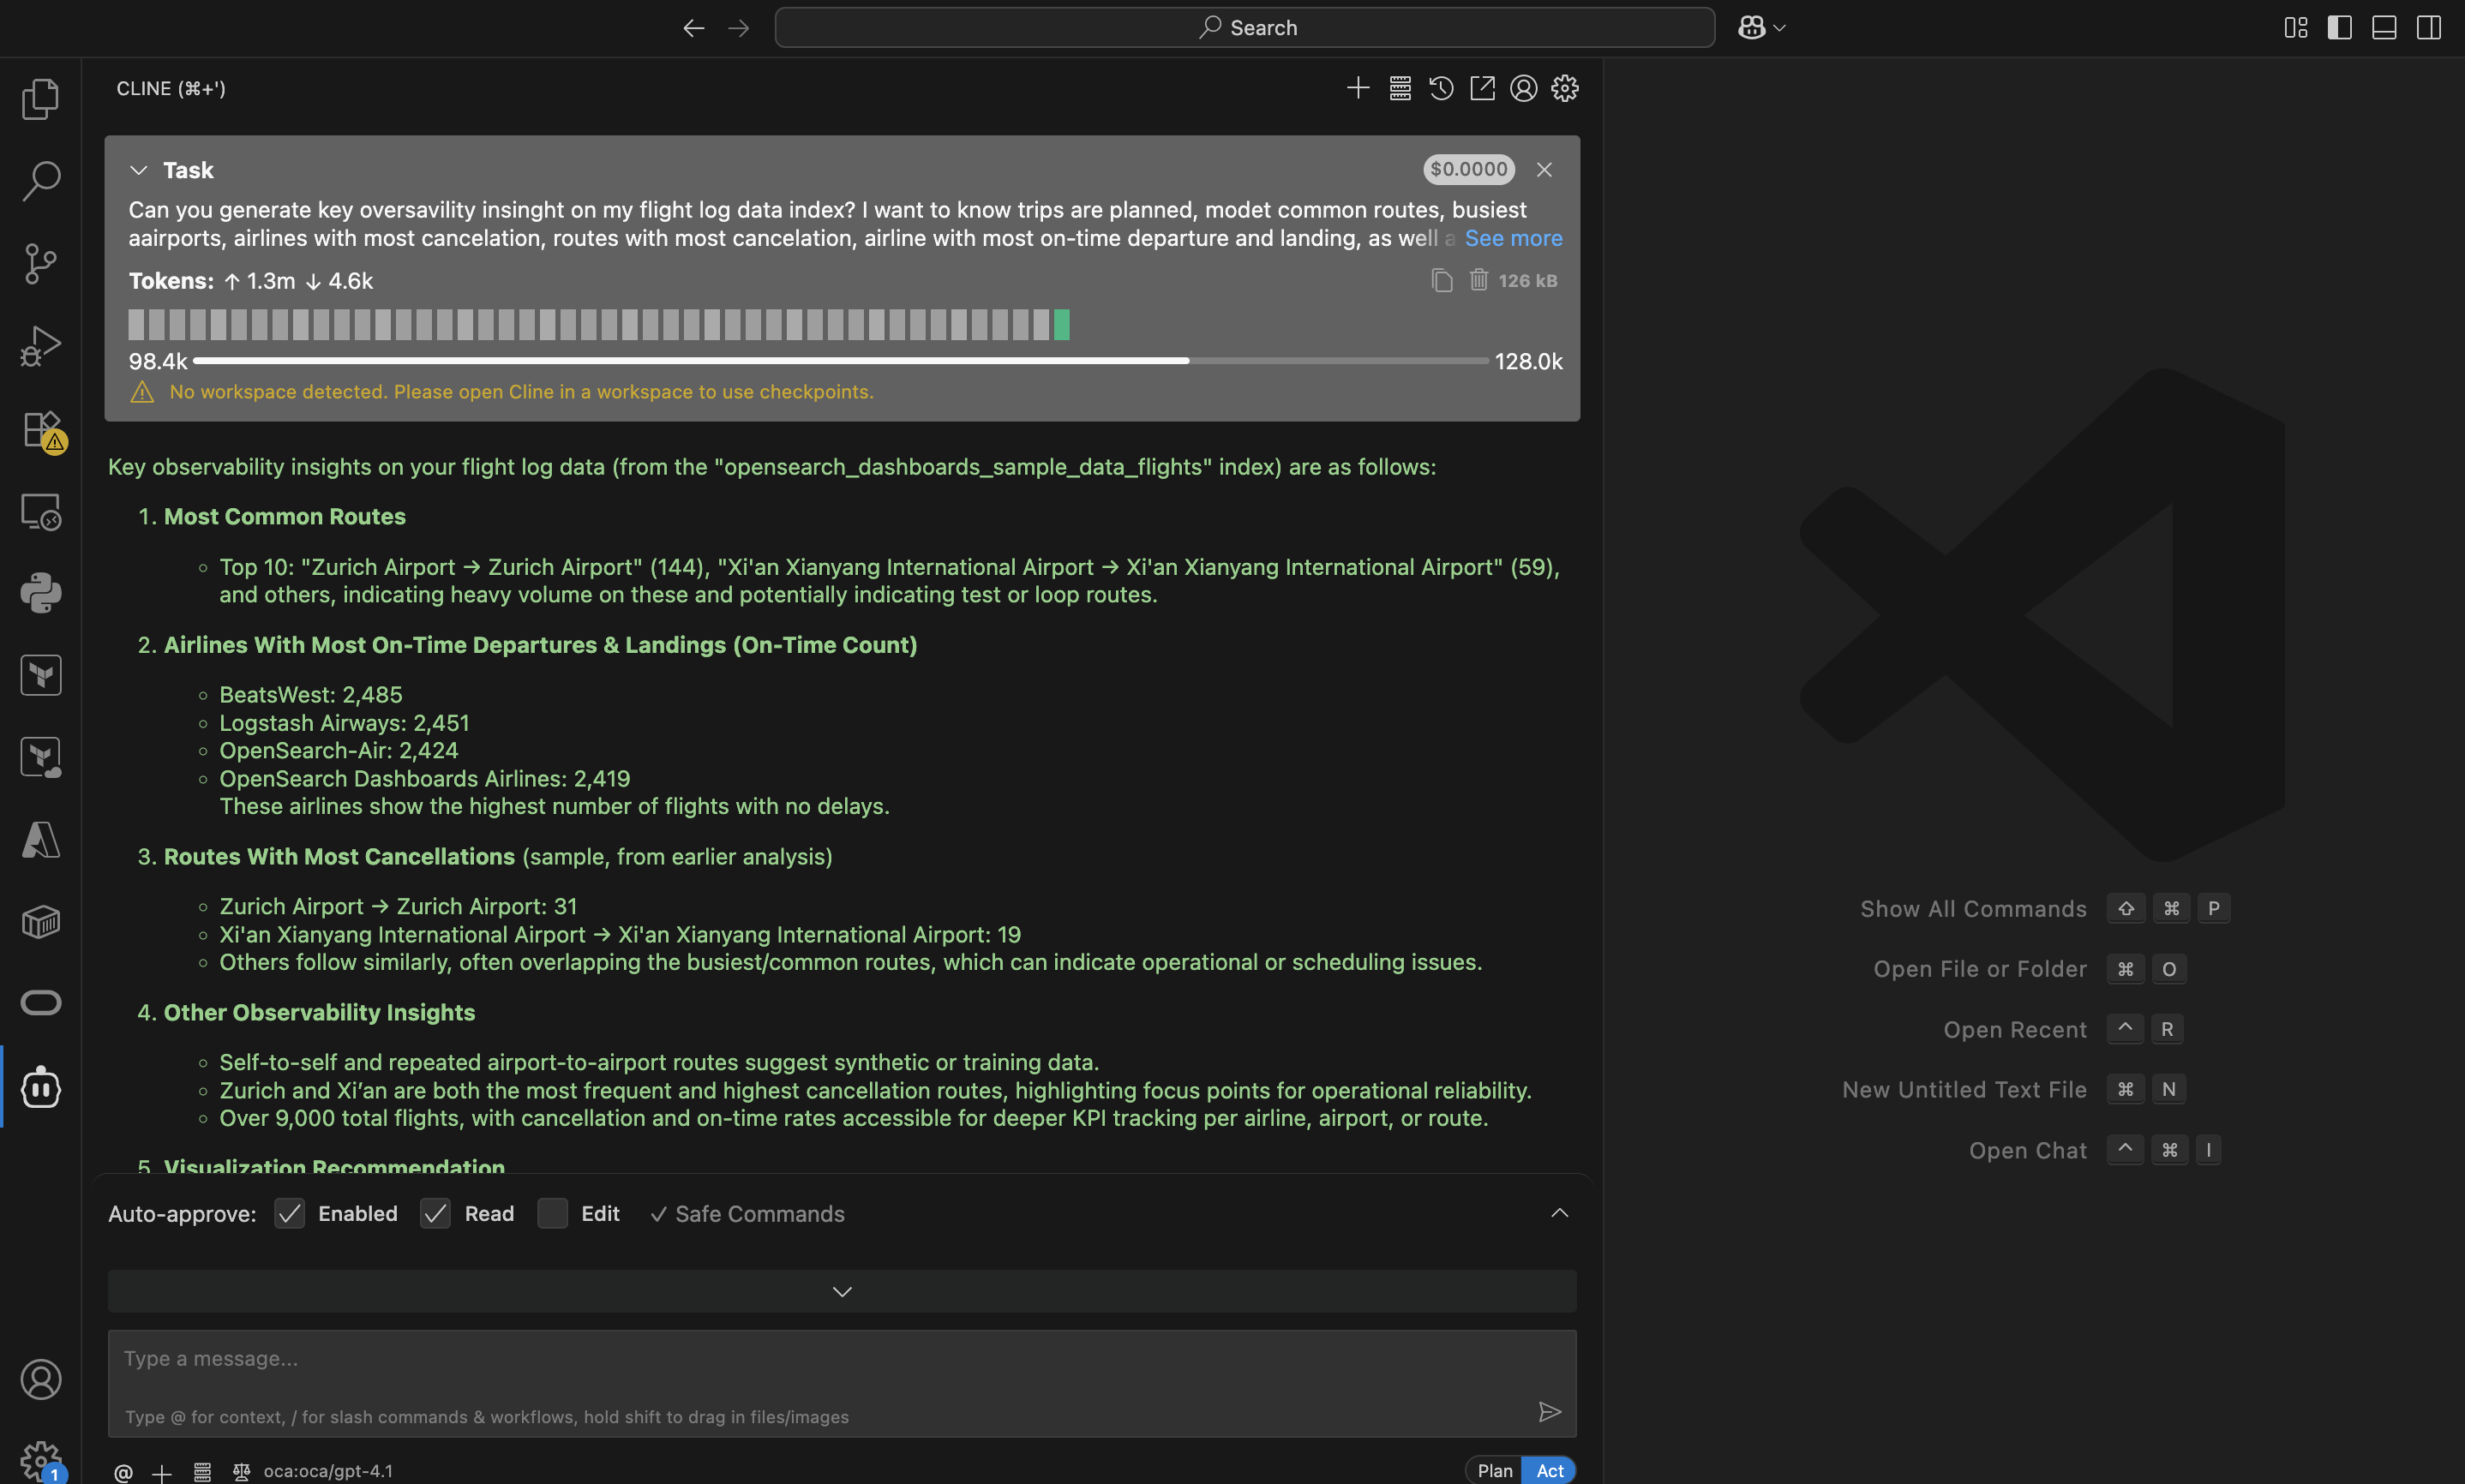 Search
CLINE (⌘+')
Task
$0.0000
Can you generate key oversavility insinght on my flight log data index? I want to know trips are planned, modet common routes, busiest
aairports, airlines with most cancelation, routes with most cancelation, airline with most on-time departure and landing, as well a See more
Tokens: ↑ 1.3m ↓ 4.6k
126 kB
98.4k
128.0k
No workspace detected. Please open Cline in a workspace to use checkpoints.
Key observability insights on your flight log data (from the "opensearch_dashboards_sample_data_flights" index) are as follows:
1. Most Common Routes
Top 10: "Zurich Airport → Zurich Airport" (144), "Xi'an Xianyang International Airport → Xi'an Xianyang International Airport" (59),
and others, indicating heavy volume on these and potentially indicating test or loop routes.
2. Airlines With Most On-Time Departures & Landings (On-Time Count)
BeatsWest: 2,485
Logstash Airways: 2,451
OpenSearch-Air: 2,424
OpenSearch Dashboards Airlines: 2,419
These airlines show the highest number of flights with no delays.
3. Routes With Most Cancellations (sample, from earlier analysis)
Zurich Airport → Zurich Airport: 31
Xi'an Xianyang International Airport → Xi'an Xianyang International Airport: 19
Others follow similarly, often overlapping the busiest/common routes, which can indicate operational or scheduling issues.
4. Other Observability Insights
Self-to-self and repeated airport-to-airport routes suggest synthetic or training data.
Zurich and Xi’an are both the most frequent and highest cancellation routes, highlighting focus points for operational reliability.
Over 9,000 total flights, with cancellation and on-time rates accessible for deeper KPI tracking per airline, airport, or route.
5. Visualization Recommendation
Auto-approve: Enabled Read Edit ✓ Safe Commands
Type a message...
Type @ for context, / for slash commands & workflows, hold shift to drag in files/images
@ oca:oca/gpt-4.1
Plan Act
1
Show All Commands ⇧ ⌘ P
Open File or Folder ⌘ O
Open Recent ^ R
New Untitled Text File ⌘ N
Open Chat ^ ⌘ I